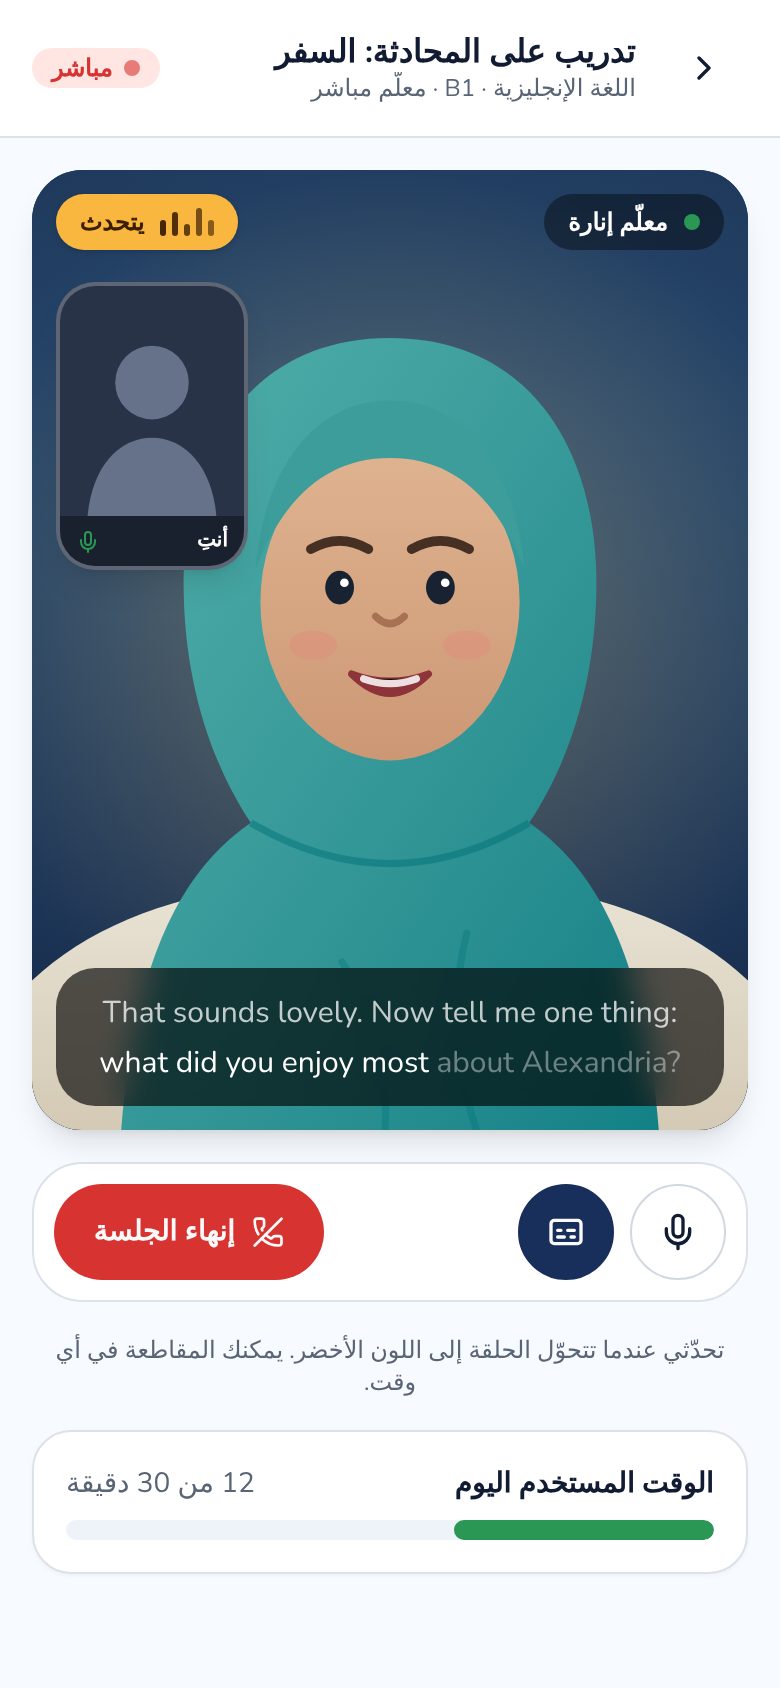 تدريب على المحادثة: السفر
اللغة الإنجليزية · B1 · معلّم مباشر
مباشر
معلّم إنارة
يتحدث
أنتِ
That sounds lovely. Now tell me one thing:
what did you enjoy most about Alexandria?
إنهاء الجلسة
تحدّثي عندما تتحوّل الحلقة إلى اللون الأخضر. يمكنك المقاطعة في أي
وقت.
الوقت المستخدم اليوم
12 من 30 دقيقة